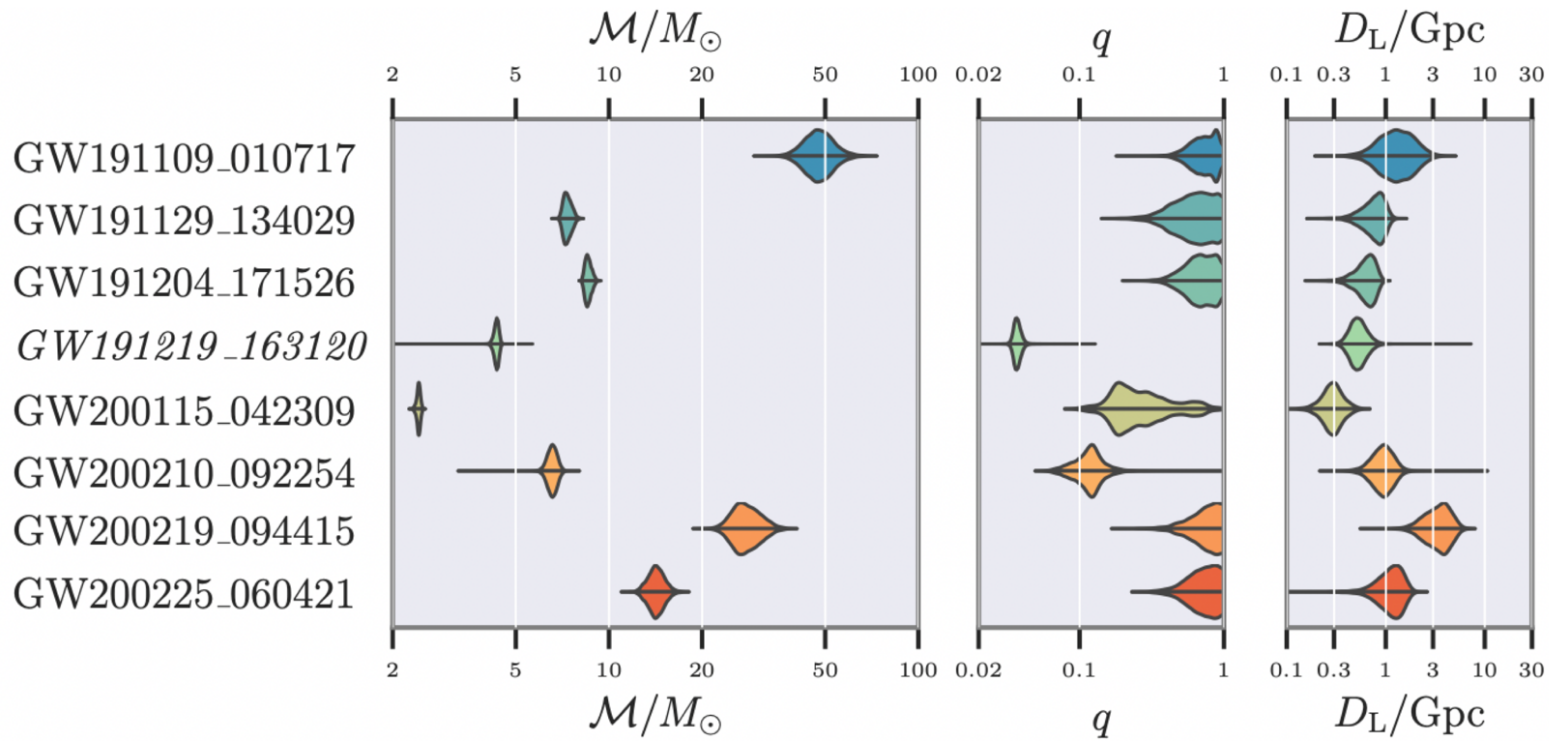 ℳ/M☉ q D_L/Gpc
2 5 10 20 50 100 0.02 0.1 1 0.1 0.3 1 3 10 30
GW191109_010717
GW191129_134029
GW191204_171526
GW191219_163120
GW200115_042309
GW200210_092254
GW200219_094415
GW200225_060421
2 5 10 20 50 100 0.02 0.1 1 0.1 0.3 1 3 10 30
ℳ/M☉ q D_L/Gpc